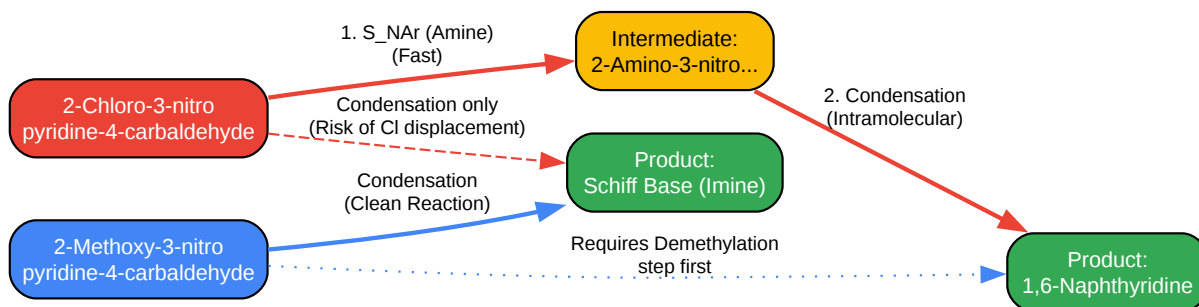 1. S_NAr (Amine)
(Fast)
Intermediate:
2-Amino-3-nitro...
2-Chloro-3-nitro
pyridine-4-carbaldehyde
Condensation only
(Risk of Cl displacement)
2. Condensation
(Intramolecular)
Product:
Schiff Base (Imine)
Condensation
(Clean Reaction)
2-Methoxy-3-nitro
pyridine-4-carbaldehyde
Requires Demethylation
step first
Product:
1,6-Naphthyridine